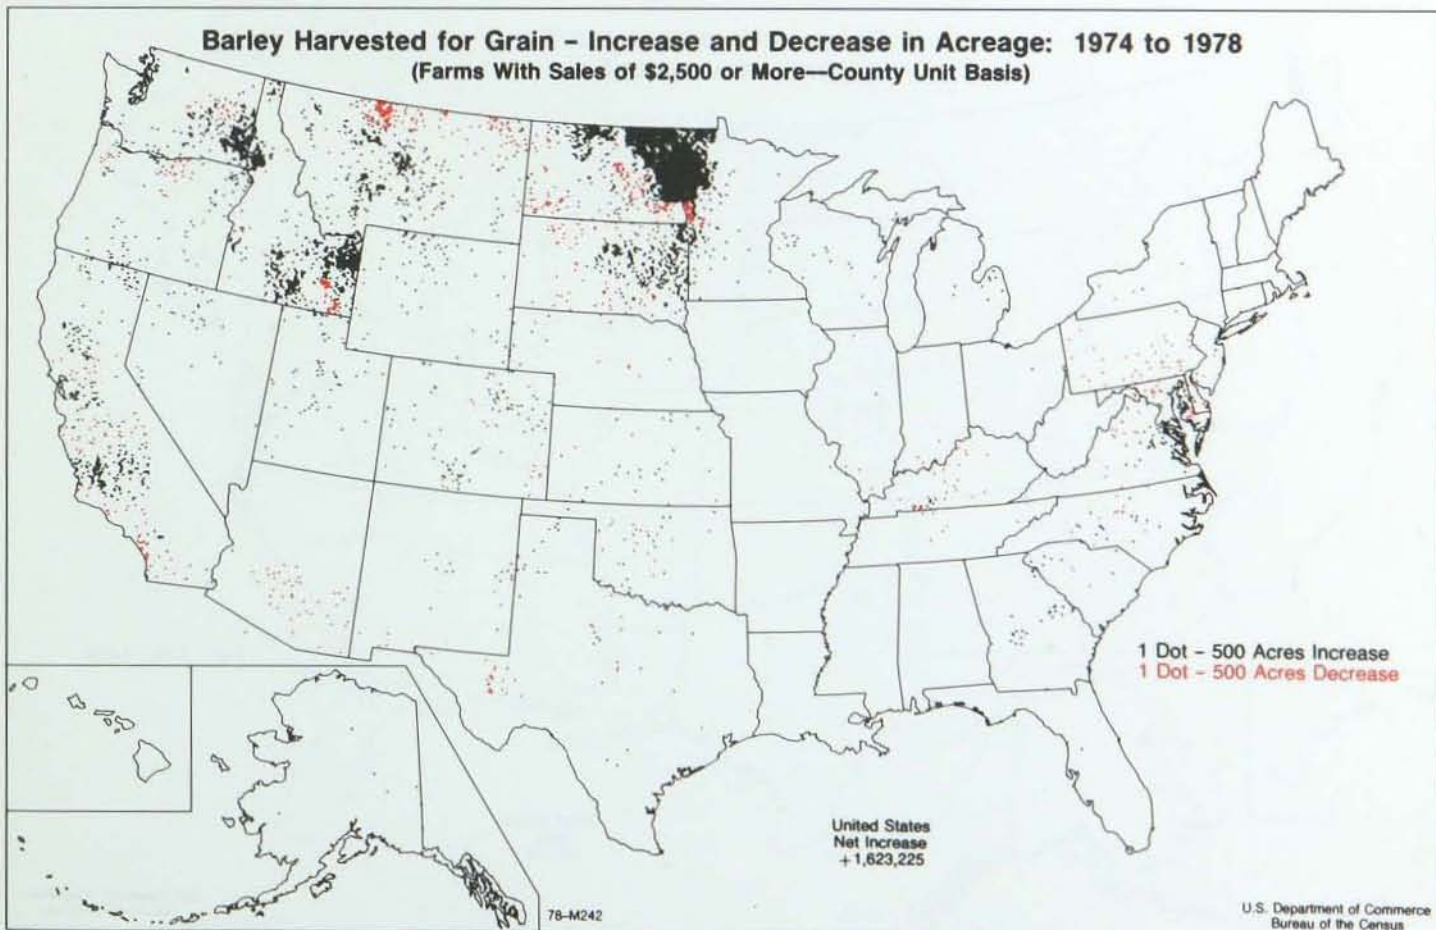 Barley Harvested for Grain – Increase and Decrease in Acreage: 1974 to 1978
(Farms With Sales of $2,500 or More—County Unit Basis)
1 Dot – 500 Acres Increase
1 Dot – 500 Acres Decrease
United States
Net Increase
+1,623,225
78–M242
U.S. Department of Commerce
Bureau of the Census